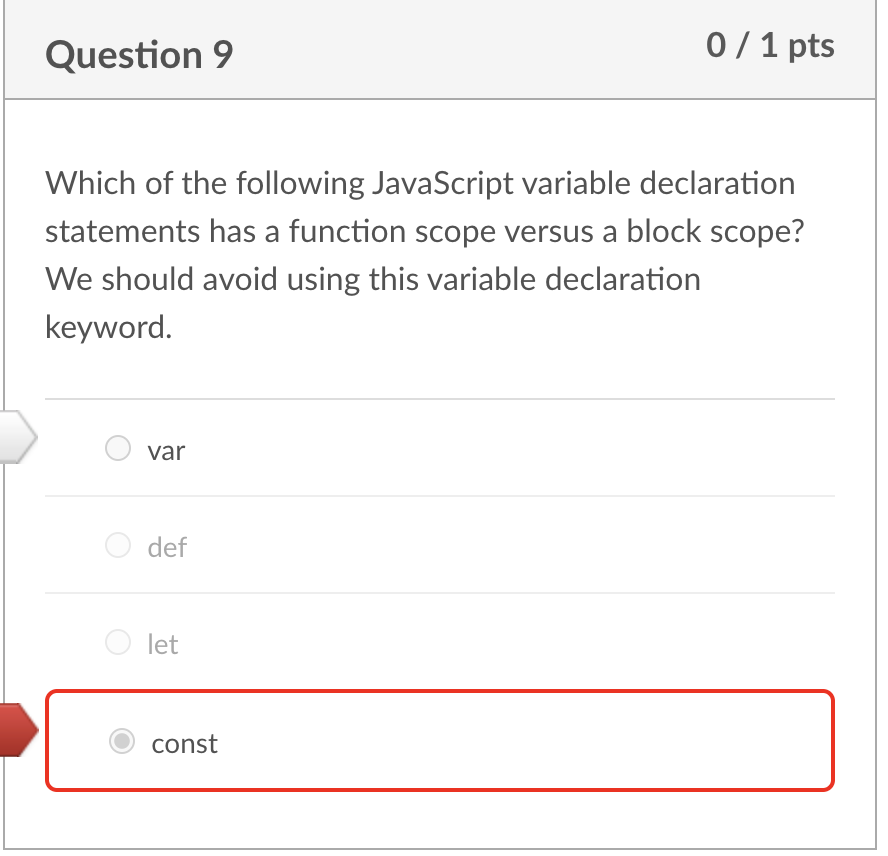 Question 9
0 / 1 pts
Which of the following JavaScript variable declaration
statements has a function scope versus a block scope?
We should avoid using this variable declaration
keyword.
var
def
let
const